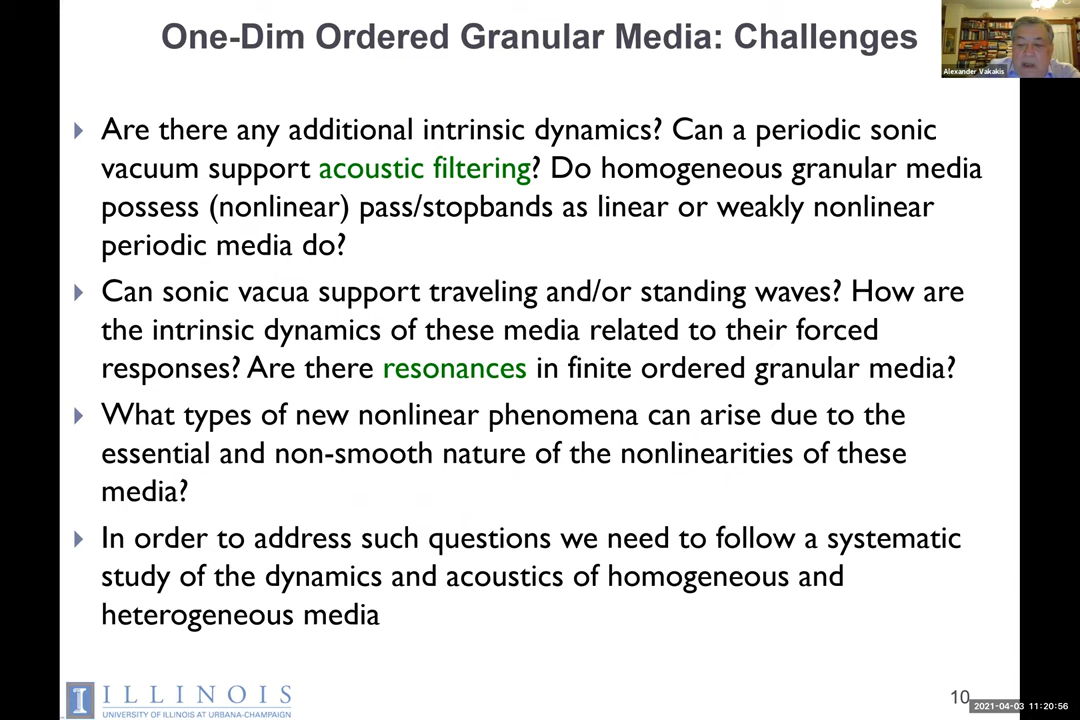 One-Dim Ordered Granular Media: Challenges
Alexander Vakakis
Are there any additional intrinsic dynamics? Can a periodic sonic
vacuum support acoustic filtering? Do homogeneous granular media
possess (nonlinear) pass/stopbands as linear or weakly nonlinear
periodic media do?
Can sonic vacua support traveling and/or standing waves? How are
the intrinsic dynamics of these media related to their forced
responses? Are there resonances in finite ordered granular media?
What types of new nonlinear phenomena can arise due to the
essential and non-smooth nature of the nonlinearities of these
media?
In order to address such questions we need to follow a systematic
study of the dynamics and acoustics of homogeneous and
heterogeneous media
I ILLINOIS
UNIVERSITY OF ILLINOIS AT URBANA-CHAMPAIGN
10
2021-04-03 11:20:56